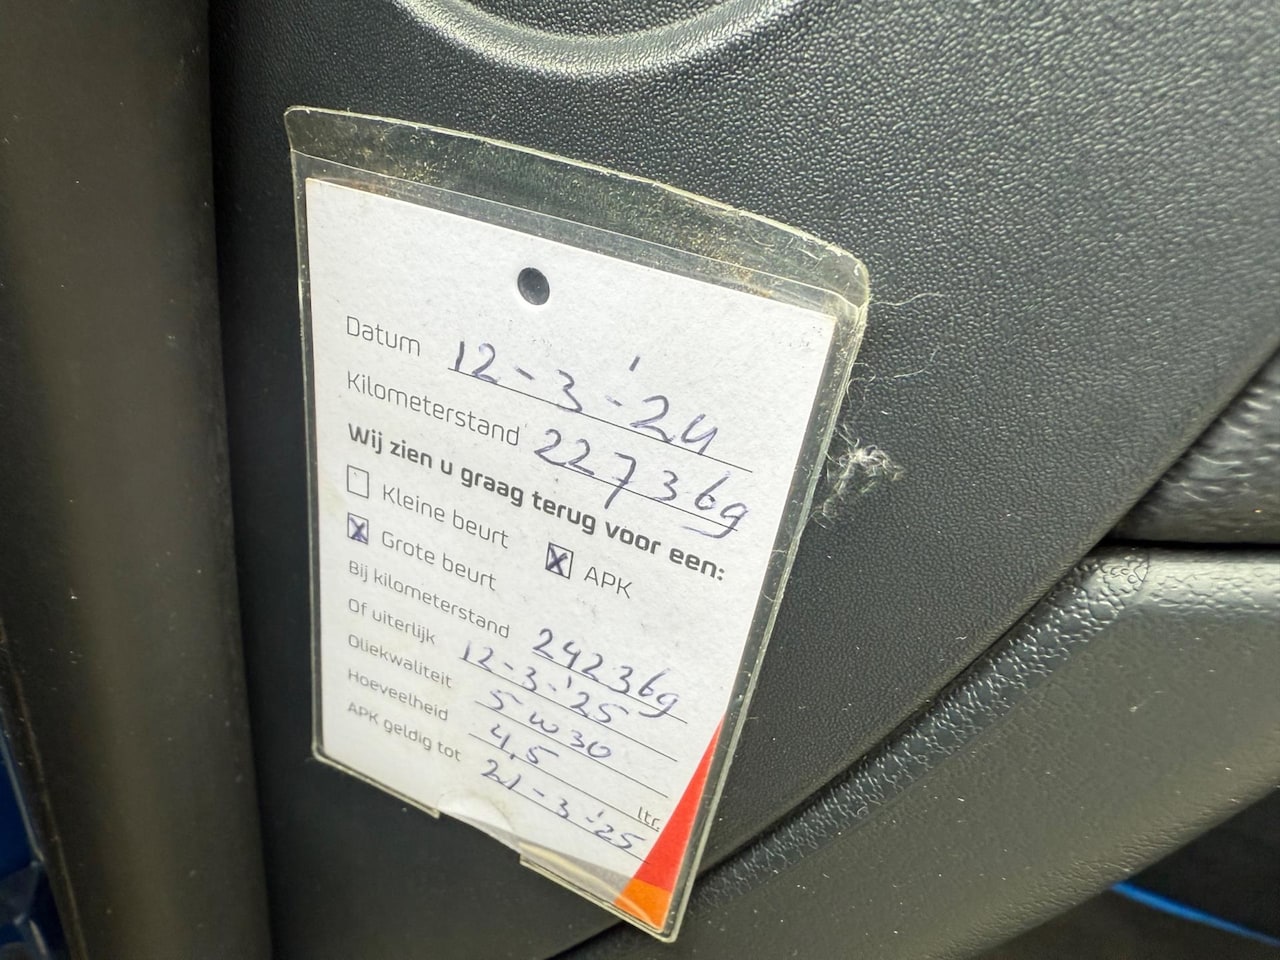 Datum 12-3-'24
Kilometerstand 227369
Wij zien u graag terug voor een:
Kleine beurt
Grote beurt
APK
Bij kilometerstand 242369
Of uiterlijk 12-3-'25
Oliekwaliteit 5w30
Hoeveelheid 4,5 ltr.
APK geldig tot 21-3-'25